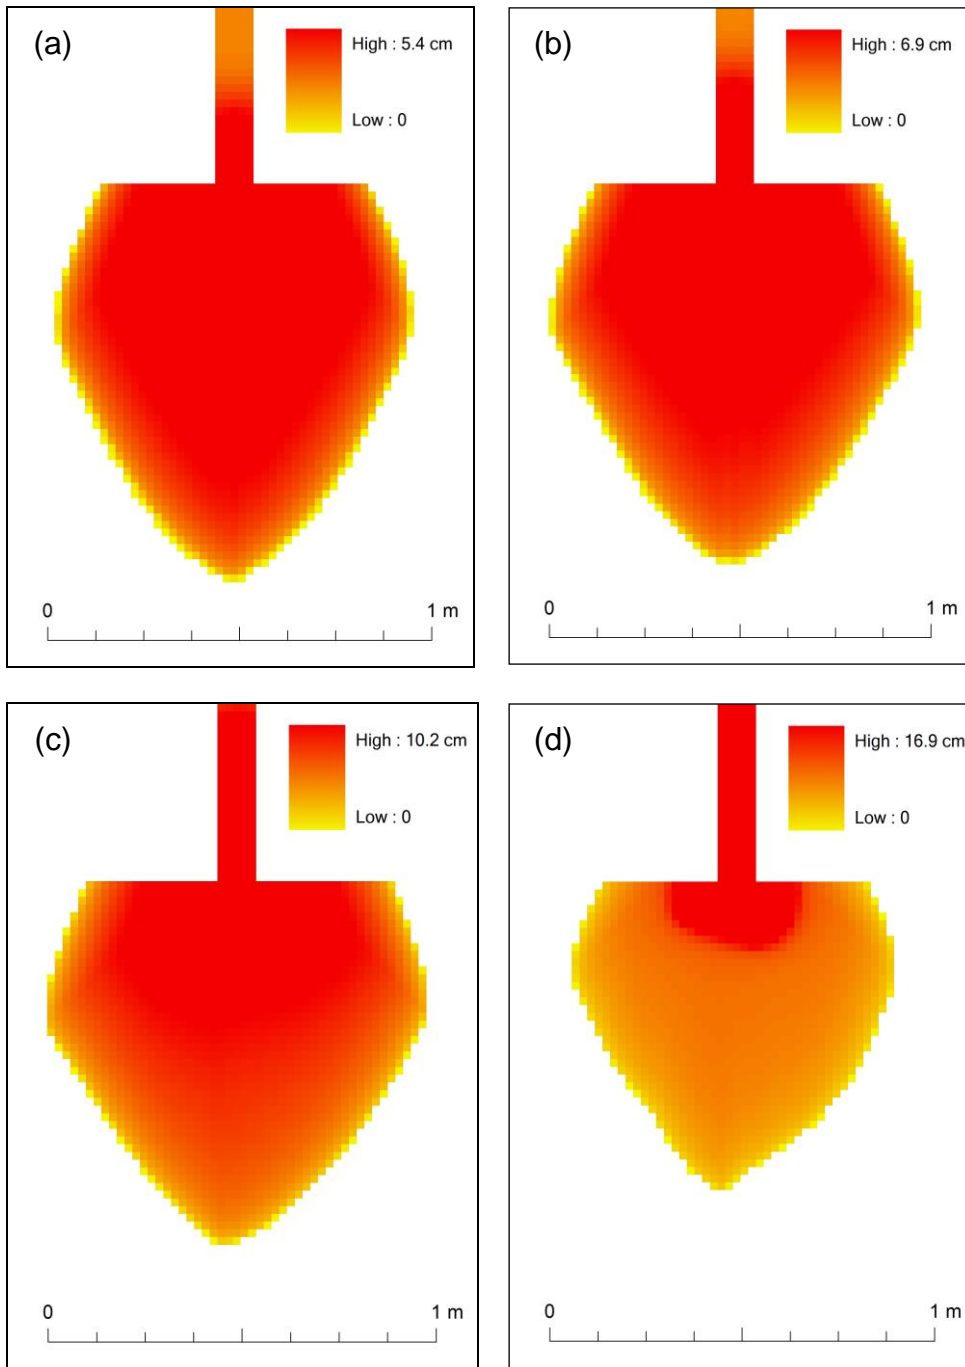 (a)
High : 5.4 cm
Low : 0
0 1 m
(b)
High : 6.9 cm
Low : 0
0 1 m
(c)
High : 10.2 cm
Low : 0
0 1 m
(d)
High : 16.9 cm
Low : 0
0 1 m